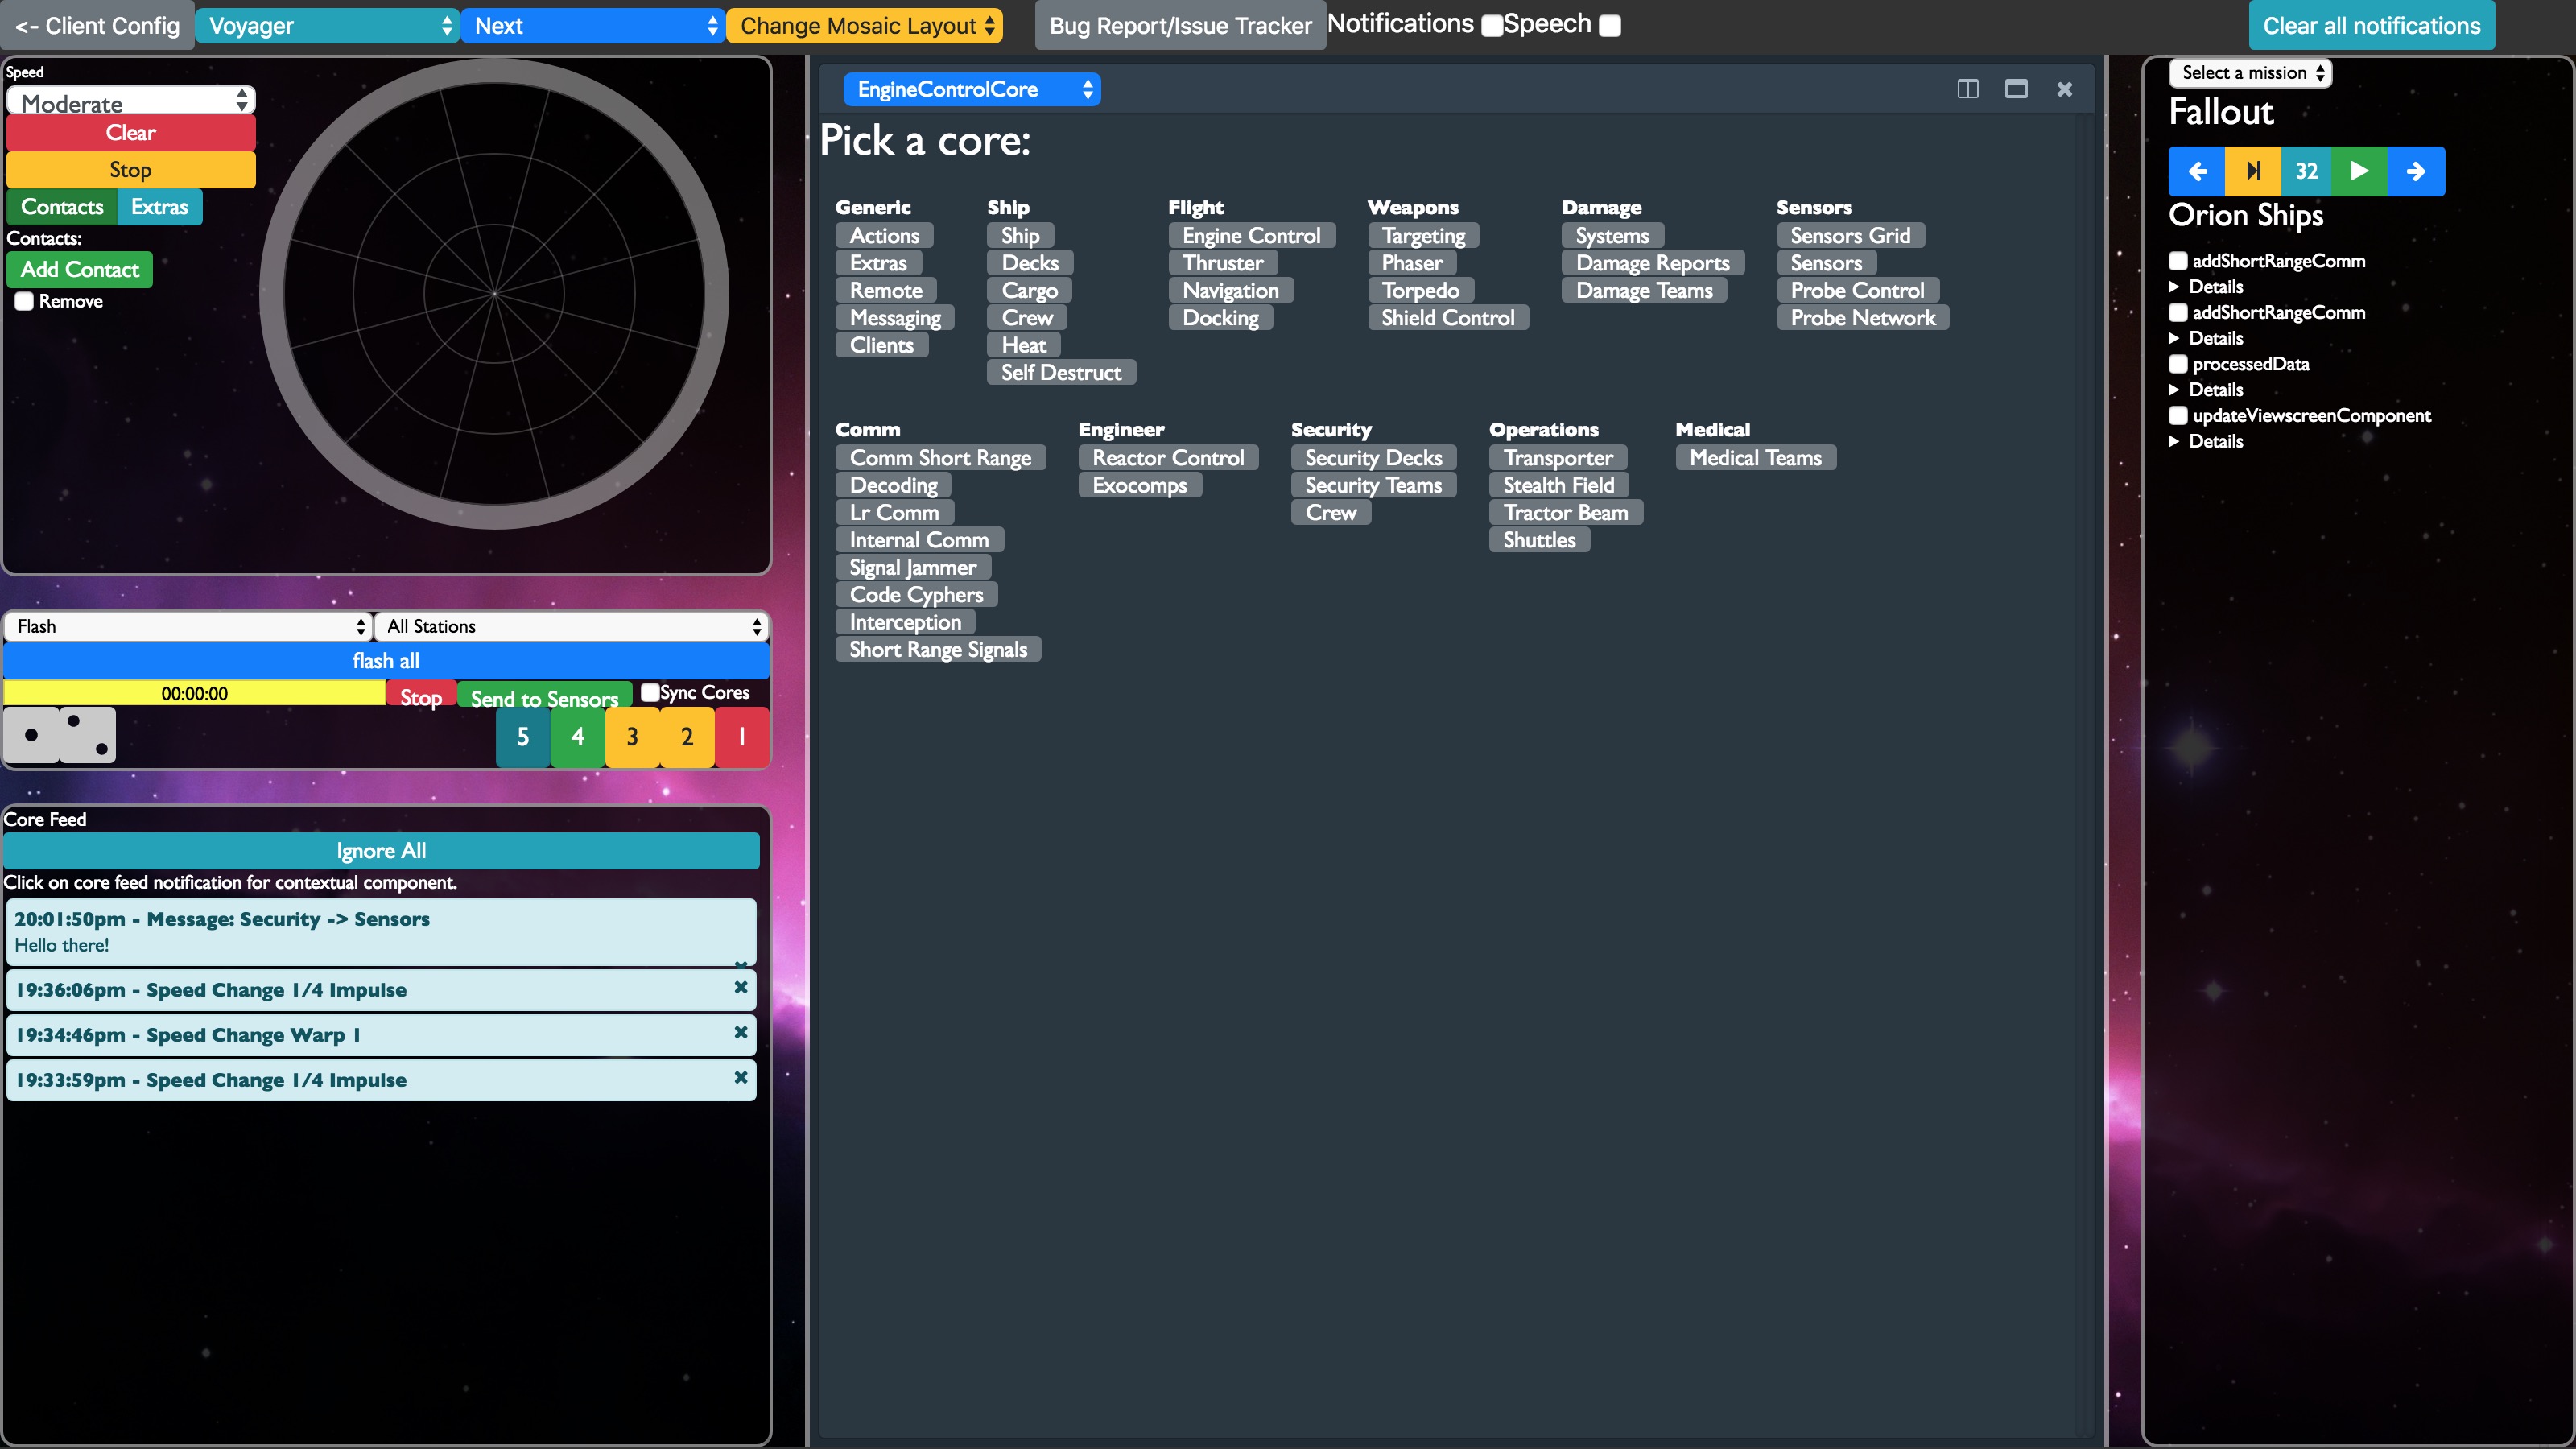 <- Client Config Voyager Next Change Mosaic Layout Bug Report/Issue Tracker Notifications Speech Clear all notifications
Speed
Moderate
Clear
Stop
Contacts Extras
Contacts:
Add Contact
Remove
Flash All Stations
flash all
00:00:00 Stop Send to Sensors Sync Cores
5 4 3 2 1
Core Feed
Ignore All
Click on core feed notification for contextual component.
20:01:50pm - Message: Security -> Sensors
Hello there!
19:36:06pm - Speed Change 1/4 Impulse
19:34:46pm - Speed Change Warp 1
19:33:59pm - Speed Change 1/4 Impulse
EngineControlCore
Pick a core:
Generic
Actions
Extras
Remote
Messaging
Clients
Ship
Ship
Decks
Cargo
Crew
Heat
Self Destruct
Flight
Engine Control
Thruster
Navigation
Docking
Weapons
Targeting
Phaser
Torpedo
Shield Control
Damage
Systems
Damage Reports
Damage Teams
Sensors
Sensors Grid
Sensors
Probe Control
Probe Network
Comm
Comm Short Range
Decoding
Lr Comm
Internal Comm
Signal Jammer
Code Cyphers
Interception
Short Range Signals
Engineer
Reactor Control
Exocomps
Security
Security Decks
Security Teams
Crew
Operations
Transporter
Stealth Field
Tractor Beam
Shuttles
Medical
Medical Teams
Select a mission
Fallout
32
Orion Ships
addShortRangeComm
Details
addShortRangeComm
Details
processedData
Details
updateViewscreenComponent
Details